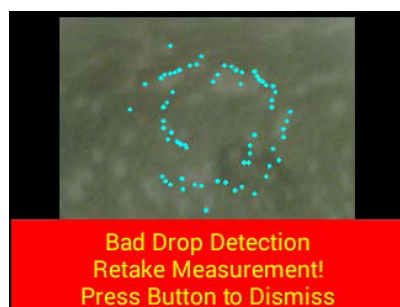 Bad Drop Detection
Retake Measurement!
Press Button to Dismiss